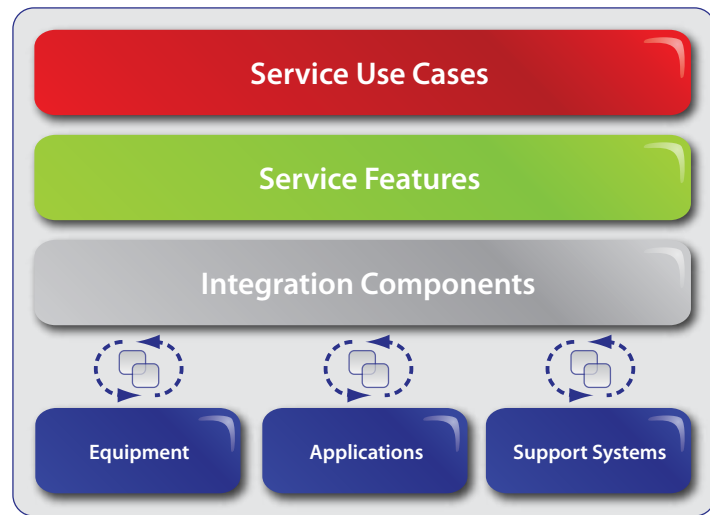 Service Use Cases
Service Features
Integration Components
Equipment
Applications
Support Systems